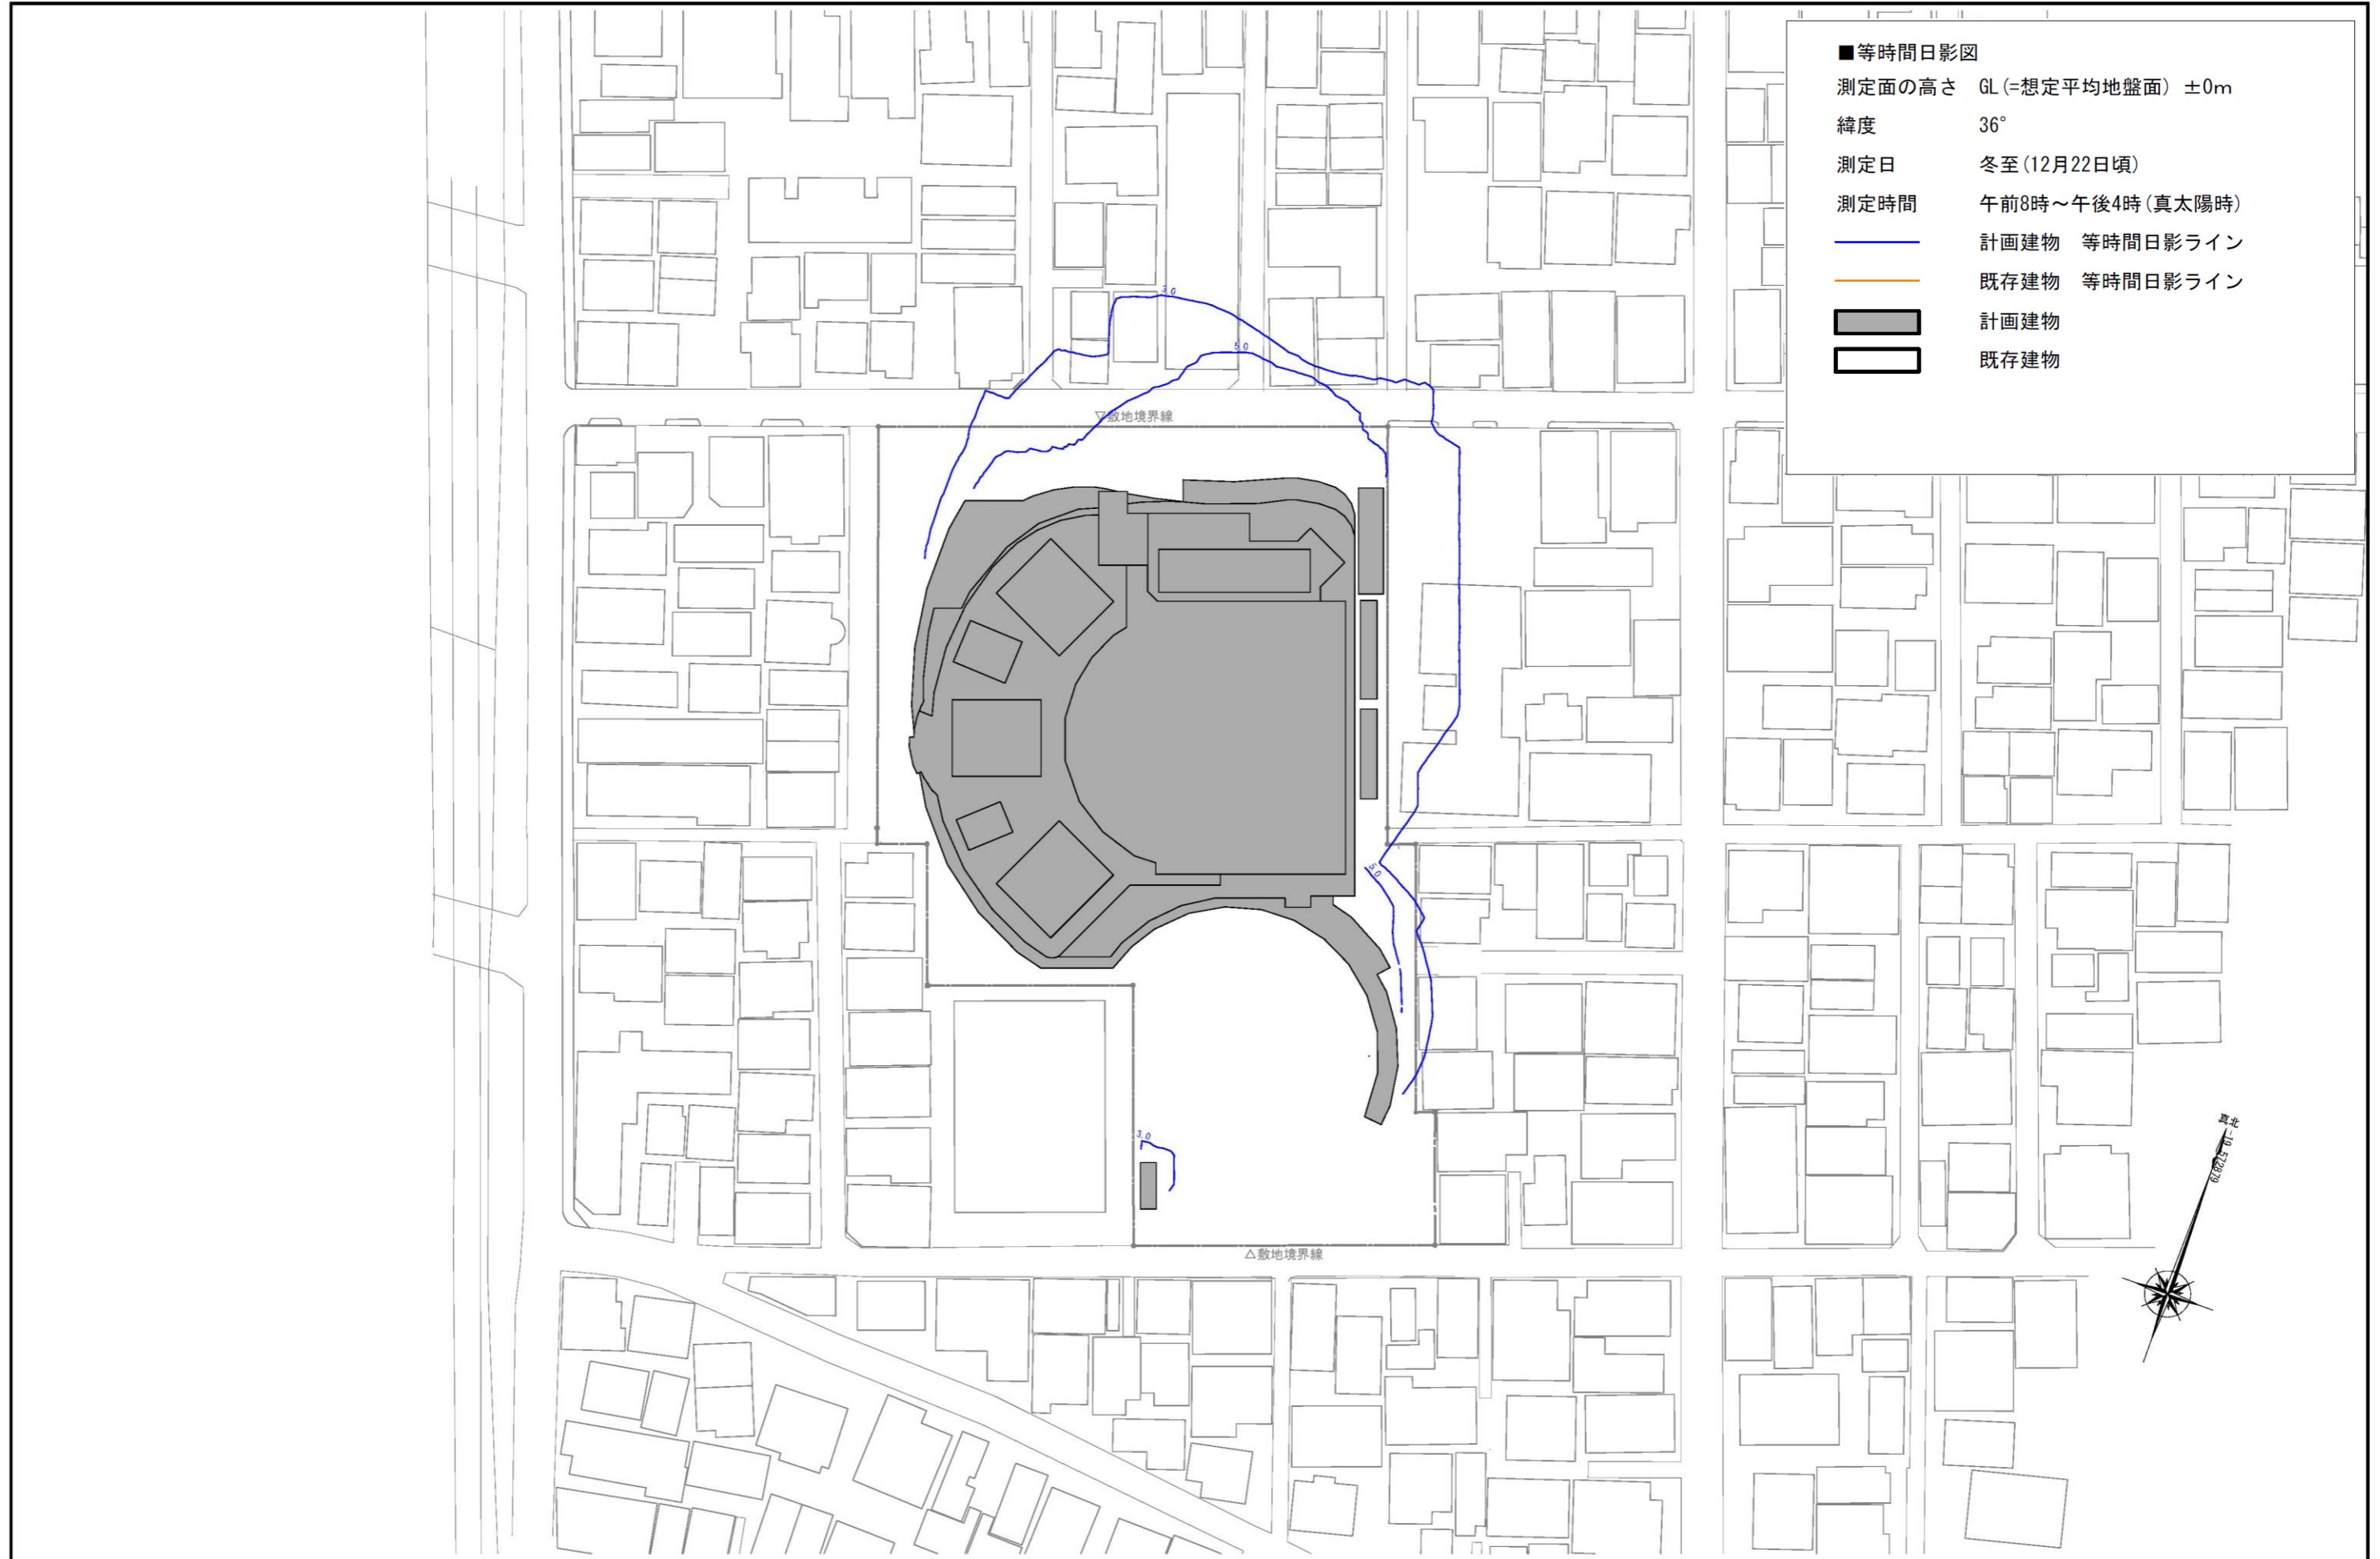 ■等時間日影図
測定面の高さ GL(=想定平均地盤面) ±0m
緯度 36°
測定日 冬至(12月22日頃)
測定時間 午前8時～午後4時(真太陽時)
計画建物 等時間日影ライン
既存建物 等時間日影ライン
計画建物
既存建物
3.0
5.0
▽敷地境界線
5.0
3.0
△敷地境界線
真北